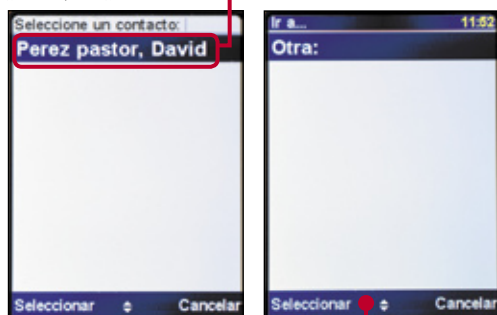 Seleccione un contacto:
Perez pastor, David
Seleccionar
Cancelar
Ir a...
11:52
Otra:
Seleccionar
Cancelar